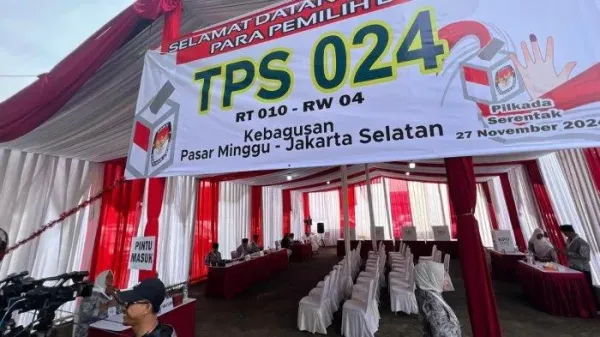 SELAMAT DATANG
PARA PEMILIH
TPS 024
RT 010 - RW 04
Kebagusan
Pasar Minggu - Jakarta Selatan
Pilkada
Serentak
27 November 2024
PINTU
MASUK